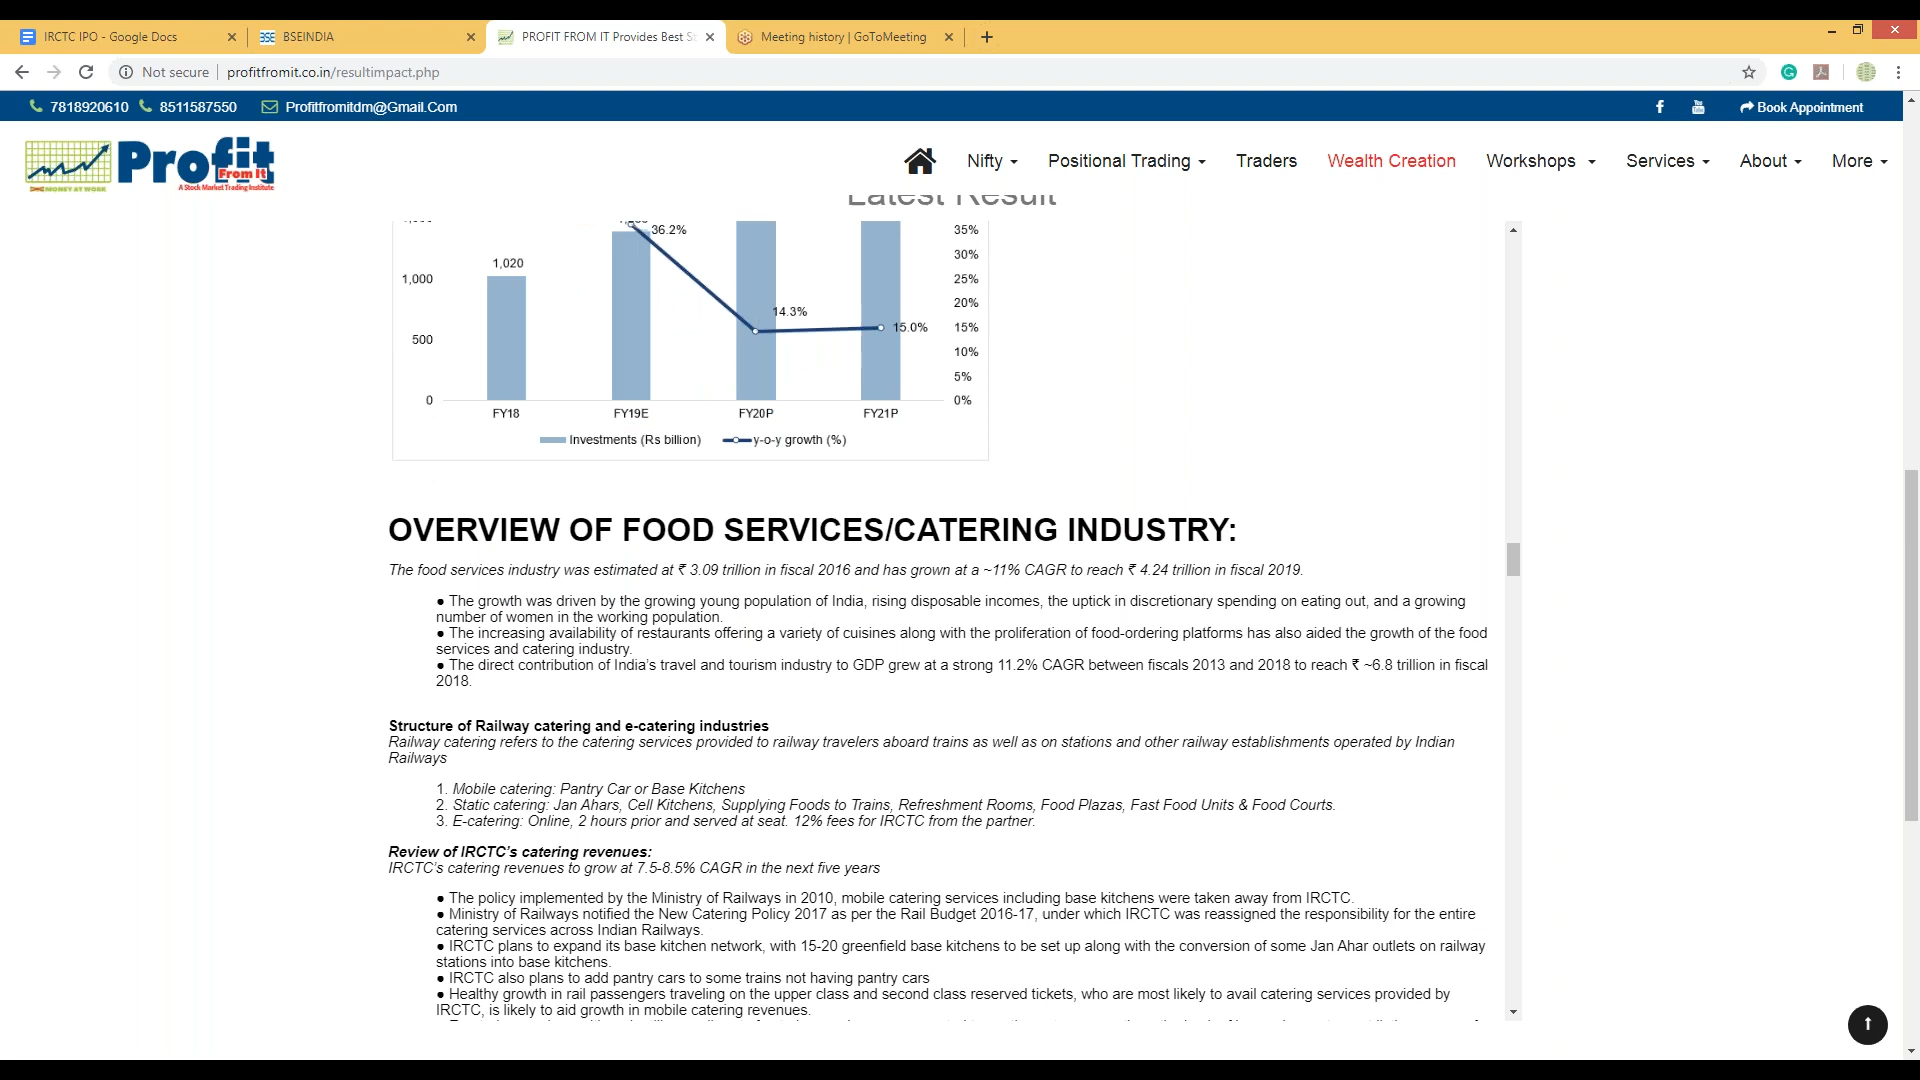 IRCTC IPO - Google Docs
BSEINDIA
PROFIT FROM IT Provides Best S
Meeting history | GoToMeeting
Not secure
profitfromit.co.in/resultimpact.php
7818920610
8511587550
Profitfromitdm@Gmail.Com
Book Appointment
Profit
From It
A Stock Market Trading Institute
MONEY AT WORK
Nifty
Positional Trading
Traders
Wealth Creation
Workshops
Services
About
More
Latest Result
36.2%
35%
30%
1,020
1,000
25%
20%
14.3%
500
15.0%
15%
10%
5%
0
0%
FY18
FY19E
FY20P
FY21P
Investments (Rs billion)
y-o-y growth (%)
OVERVIEW OF FOOD SERVICES/CATERING INDUSTRY:
The food services industry was estimated at ₹ 3.09 trillion in fiscal 2016 and has grown at a ~11% CAGR to reach ₹ 4.24 trillion in fiscal 2019.
● The growth was driven by the growing young population of India, rising disposable incomes, the uptick in discretionary spending on eating out, and a growing
number of women in the working population.
● The increasing availability of restaurants offering a variety of cuisines along with the proliferation of food-ordering platforms has also aided the growth of the food
services and catering industry.
● The direct contribution of India's travel and tourism industry to GDP grew at a strong 11.2% CAGR between fiscals 2013 and 2018 to reach ₹ ~6.8 trillion in fiscal
2018.
Structure of Railway catering and e-catering industries
Railway catering refers to the catering services provided to railway travelers aboard trains as well as on stations and other railway establishments operated by Indian
Railways
1. Mobile catering: Pantry Car or Base Kitchens
2. Static catering: Jan Ahars, Cell Kitchens, Supplying Foods to Trains, Refreshment Rooms, Food Plazas, Fast Food Units & Food Courts.
3. E-catering: Online, 2 hours prior and served at seat. 12% fees for IRCTC from the partner.
Review of IRCTC's catering revenues:
IRCTC's catering revenues to grow at 7.5-8.5% CAGR in the next five years
● The policy implemented by the Ministry of Railways in 2010, mobile catering services including base kitchens were taken away from IRCTC.
● Ministry of Railways notified the New Catering Policy 2017 as per the Rail Budget 2016-17, under which IRCTC was reassigned the responsibility for the entire
catering services across Indian Railways.
● IRCTC plans to expand its base kitchen network, with 15-20 greenfield base kitchens to be set up along with the conversion of some Jan Ahar outlets on railway
stations into base kitchens.
● IRCTC also plans to add pantry cars to some trains not having pantry cars
● Healthy growth in rail passengers traveling on the upper class and second class reserved tickets, who are most likely to avail catering services provided by
IRCTC, is likely to aid growth in mobile catering revenues.